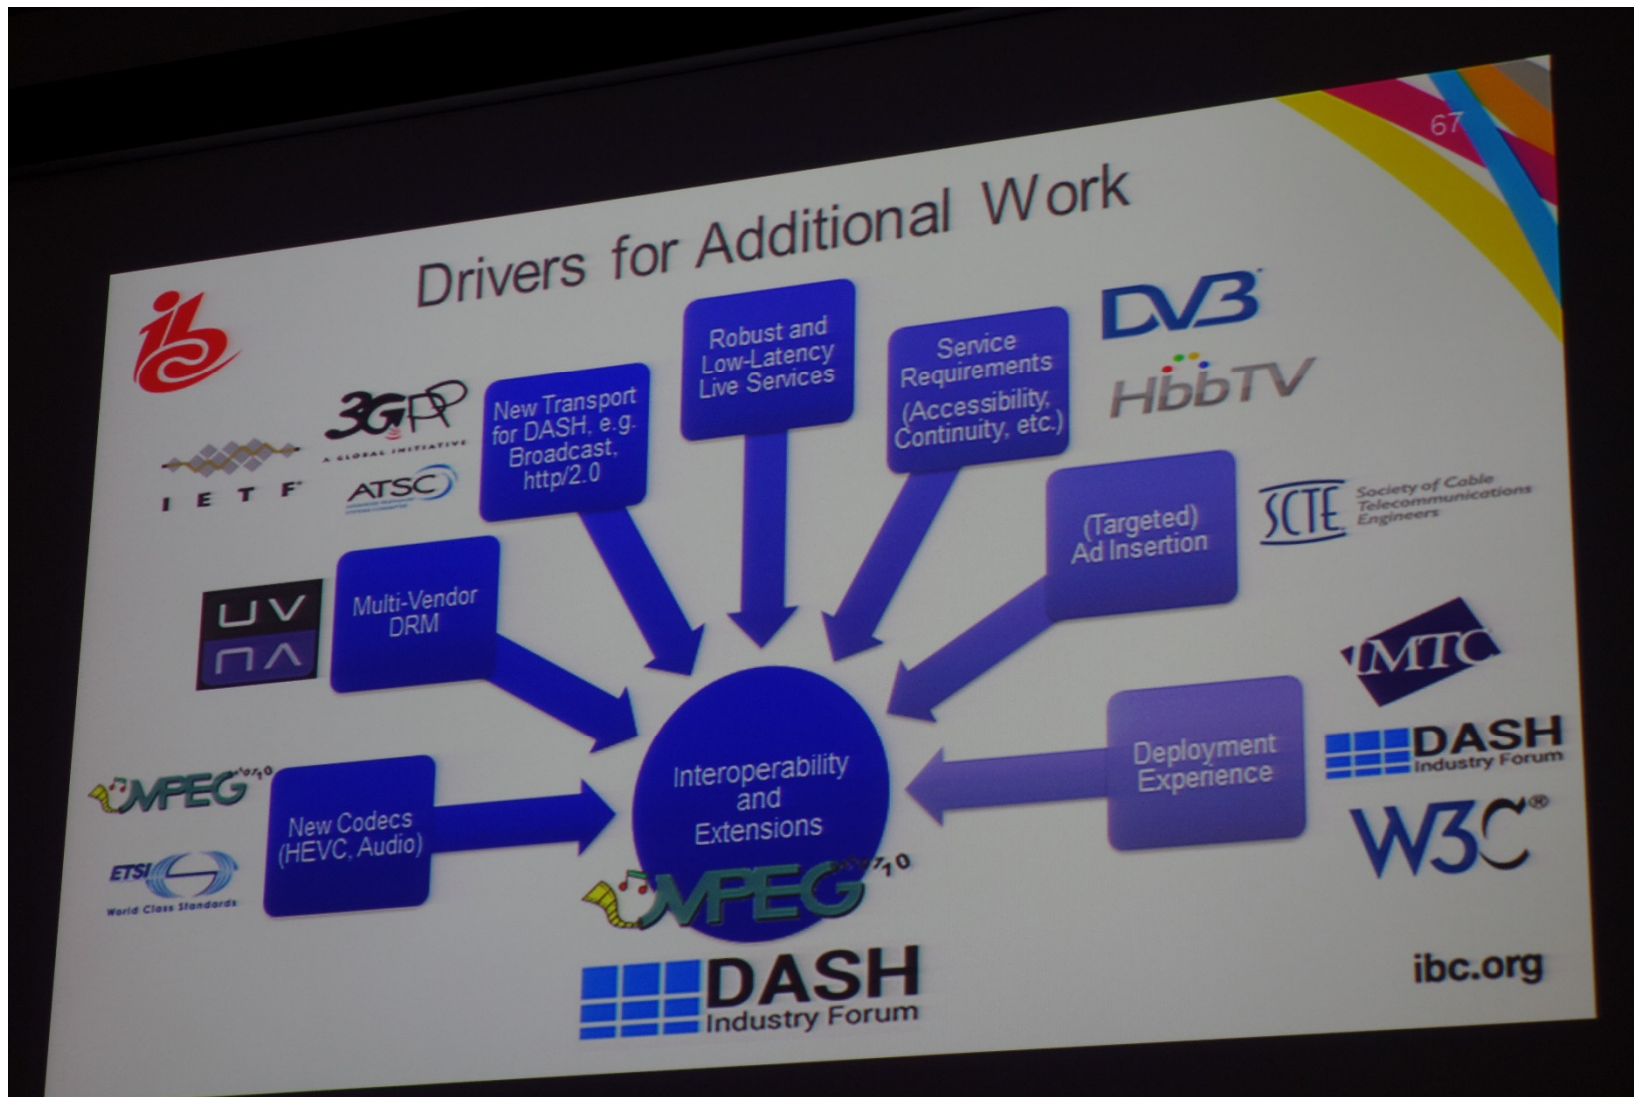 67
Drivers for Additional Work
ibc
IETF
3GPP
A GLOBAL INITIATIVE
ATSC
New Transport
for DASH, e.g.
Broadcast,
http/2.0
Robust and
Low-Latency
Live Services
Service
Requirements
(Accessibility,
Continuity, etc.)
DVB
HbbTV
UV
Multi-Vendor
DRM
(Targeted)
Ad Insertion
SCTE
Society of Cable
Telecommunications
Engineers
MPEG
ETSI
World Class Standards
New Codecs
(HEVC, Audio)
Interoperability
and
Extensions
MPEG
DASH
Industry Forum
Deployment
Experience
IMTC
DASH
Industry Forum
W3C®
ibc.org